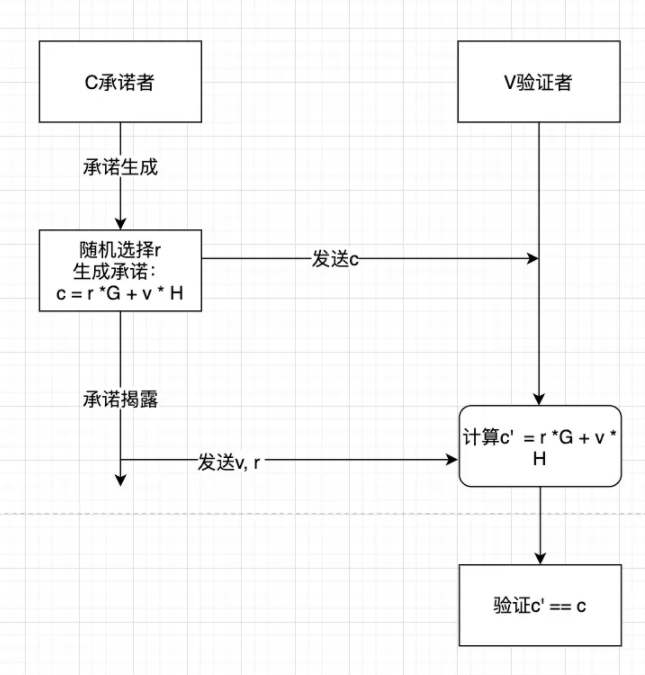 C承诺者
V验证者
承诺生成
随机选择r
生成承诺：
c = r *G + v * H
发送c
承诺揭露
计算c' = r *G + v *
H
发送v, r
验证c' == c